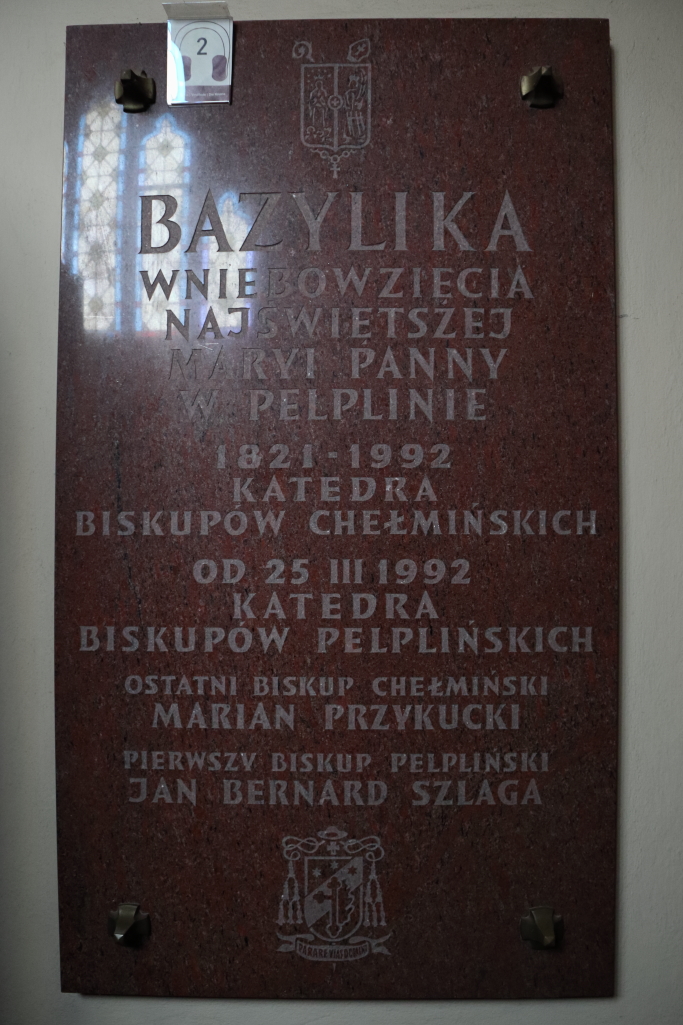 2
BAZYLIKA
WNIEBOWZIĘCIA
NAJŚWIĘTSZEJ
MARYI PANNY
W PELPLINIE
1821-1992
KATEDRA
BISKUPÓW CHEŁMIŃSKICH
OD 25 III 1992
KATEDRA
BISKUPÓW PELPLIŃSKICH
OSTATNI BISKUP CHEŁMIŃSKI
MARIAN PRZYKUCKI
PIERWSZY BISKUP PELPLIŃSKI
JAN BERNARD SZLAGA